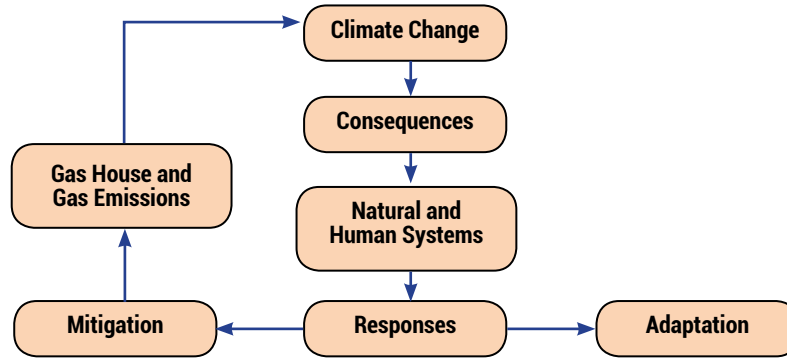 Climate Change
Consequences
Gas House and
Gas Emissions
Natural and
Human Systems
Mitigation
Responses
Adaptation